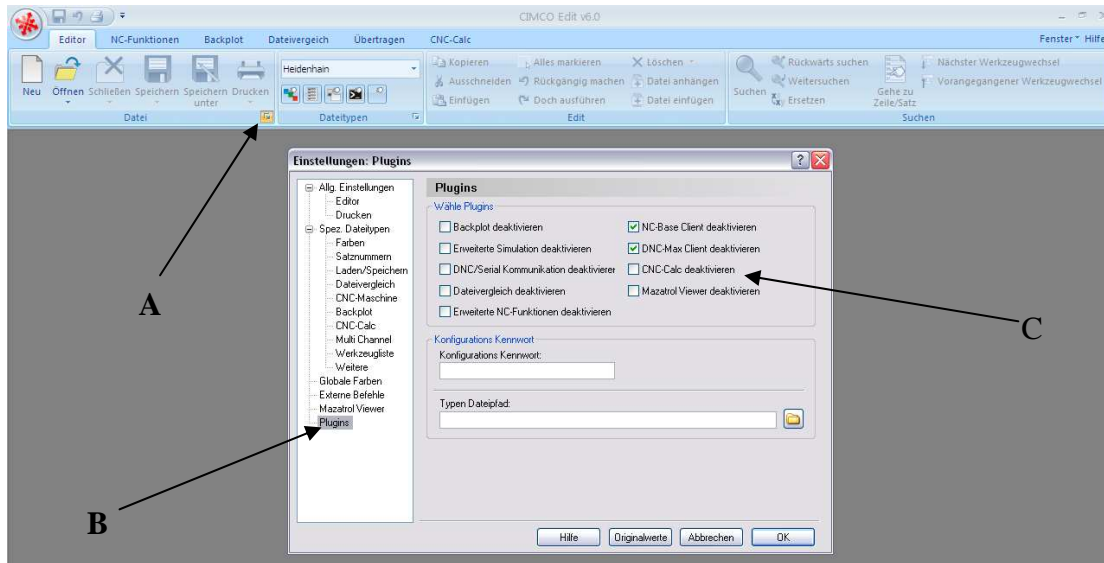 CIMCO Edit v6.0
Editor NC-Funktionen Backplot Dateivergeich Übertragen CNC-Calc Fenster Hilfe
Neu Öffnen Schließen Speichern Speichern unter Drucken
Datei
Heidenhain
Dateitypen
Kopieren Alles markieren Löschen
Ausschneiden Rückgängig machen Datei anhängen
Einfügen Doch ausführen Datei einfügen
Edit
Suchen
Rückwärts suchen
Weitersuchen
Ersetzen
Gehe zu Zeile/Satz
Nächster Werkzeugwechsel
Vorangegangener Werkzeugwechsel
Suchen
A
Einstellungen: Plugins
Allg. Einstellungen
Editor
Drucken
Spez. Dateitypen
Farben
Satznummern
Laden/Speichern
Dateivergleich
CNC-Maschine
Backplot
CNC-Calc
Multi Channel
Werkzeugliste
Weitere
Globale Farben
Externe Befehle
Mazatrol Viewer
Plugins
B
Plugins
Wähle Plugins
Backplot deaktivieren NC-Base Client deaktivieren
Erweiterte Simulation deaktivieren DNC-Max Client deaktivieren
DNC/Serial Kommunikation deaktivieren CNC-Calc deaktivieren
Dateivergleich deaktivieren Mazatrol Viewer deaktivieren
Erweiterte NC-Funktionen deaktivieren
C
Konfigurations Kennwort
Konfigurations Kennwort:
Typen Dateipfad:
Hilfe Originalwerte Abbrechen OK